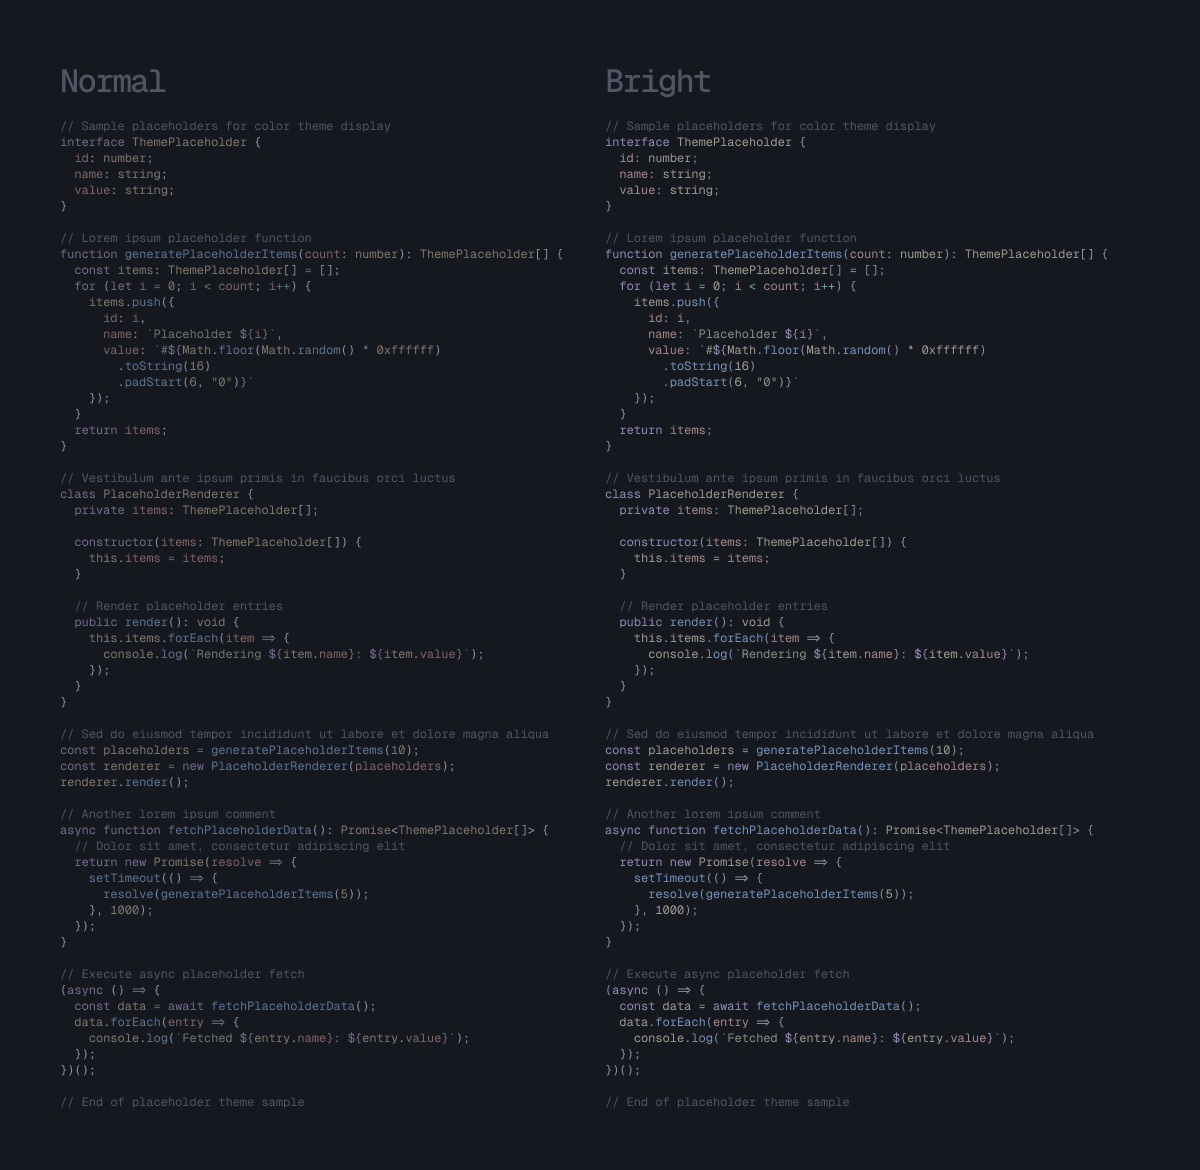 Normal
// Sample placeholders for color theme display
interface ThemePlaceholder {
  id: number;
  name: string;
  value: string;
}
// Lorem ipsum placeholder function
function generatePlaceholderItems(count: number): ThemePlaceholder[] {
  const items: ThemePlaceholder[] = [];
  for (let i = 0; i < count; i++) {
    items.push({
      id: i,
      name: `Placeholder ${i}`,
      value: `#${Math.floor(Math.random() * 0xffffff)
        .toString(16)
        .padStart(6, "0")}`
    });
  }
  return items;
}
// Vestibulum ante ipsum primis in faucibus orci luctus
class PlaceholderRenderer {
  private items: ThemePlaceholder[];
  constructor(items: ThemePlaceholder[]) {
    this.items = items;
  }
  // Render placeholder entries
  public render(): void {
    this.items.forEach(item => {
      console.log(`Rendering ${item.name}: ${item.value}`);
    });
  }
}
// Sed do eiusmod tempor incididunt ut labore et dolore magna aliqua
const placeholders = generatePlaceholderItems(10);
const renderer = new PlaceholderRenderer(placeholders);
renderer.render();
// Another lorem ipsum comment
async function fetchPlaceholderData(): Promise<ThemePlaceholder[]> {
  // Dolor sit amet, consectetur adipiscing elit
  return new Promise(resolve => {
    setTimeout(() => {
      resolve(generatePlaceholderItems(5));
    }, 1000);
  });
}
// Execute async placeholder fetch
(async () => {
  const data = await fetchPlaceholderData();
  data.forEach(entry => {
    console.log(`Fetched ${entry.name}: ${entry.value}`);
  });
})();
// End of placeholder theme sample
Bright
// Sample placeholders for color theme display
interface ThemePlaceholder {
  id: number;
  name: string;
  value: string;
}
// Lorem ipsum placeholder function
function generatePlaceholderItems(count: number): ThemePlaceholder[] {
  const items: ThemePlaceholder[] = [];
  for (let i = 0; i < count; i++) {
    items.push({
      id: i,
      name: `Placeholder ${i}`,
      value: `#${Math.floor(Math.random() * 0xffffff)
        .toString(16)
        .padStart(6, "0")}`
    });
  }
  return items;
}
// Vestibulum ante ipsum primis in faucibus orci luctus
class PlaceholderRenderer {
  private items: ThemePlaceholder[];
  constructor(items: ThemePlaceholder[]) {
    this.items = items;
  }
  // Render placeholder entries
  public render(): void {
    this.items.forEach(item => {
      console.log(`Rendering ${item.name}: ${item.value}`);
    });
  }
}
// Sed do eiusmod tempor incididunt ut labore et dolore magna aliqua
const placeholders = generatePlaceholderItems(10);
const renderer = new PlaceholderRenderer(placeholders);
renderer.render();
// Another lorem ipsum comment
async function fetchPlaceholderData(): Promise<ThemePlaceholder[]> {
  // Dolor sit amet, consectetur adipiscing elit
  return new Promise(resolve => {
    setTimeout(() => {
      resolve(generatePlaceholderItems(5));
    }, 1000);
  });
}
// Execute async placeholder fetch
(async () => {
  const data = await fetchPlaceholderData();
  data.forEach(entry => {
    console.log(`Fetched ${entry.name}: ${entry.value}`);
  });
})();
// End of placeholder theme sample